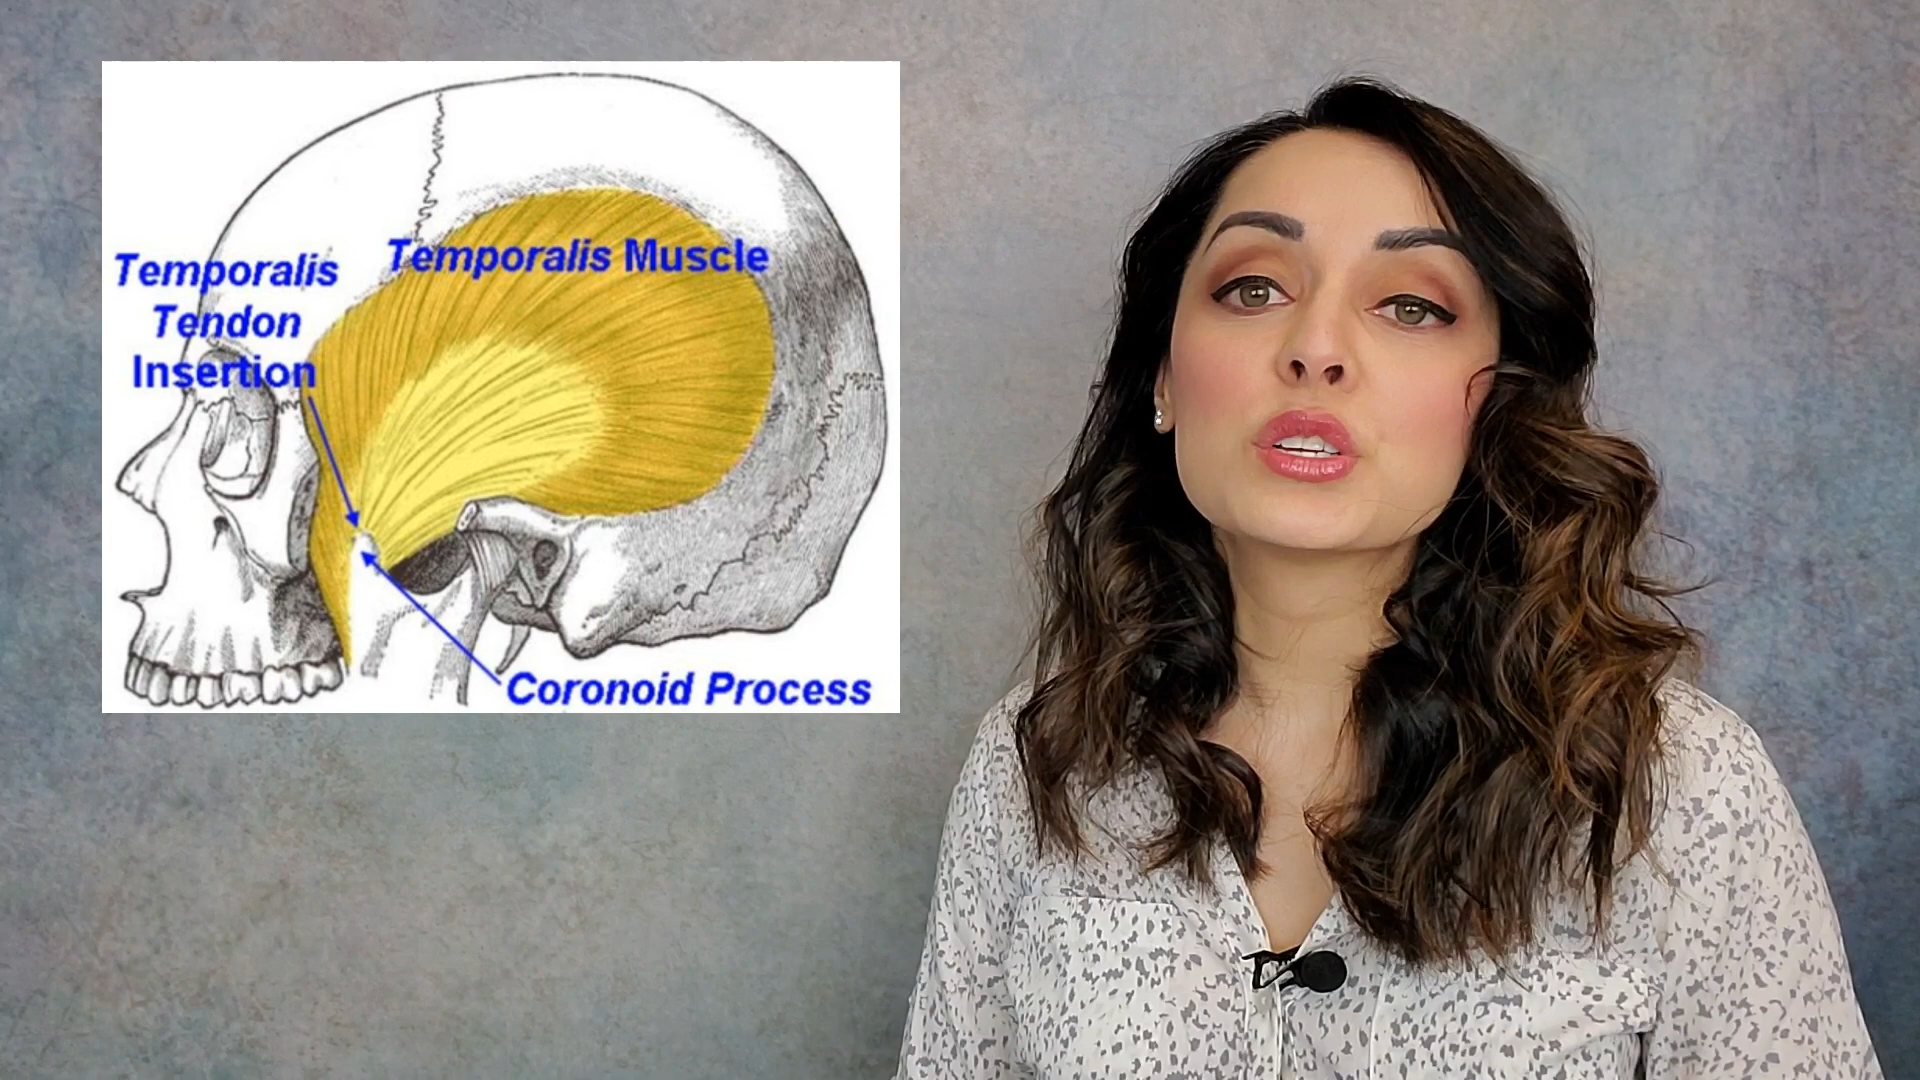 Temporalis Muscle
Temporalis
Tendon
Insertion
Coronoid Process